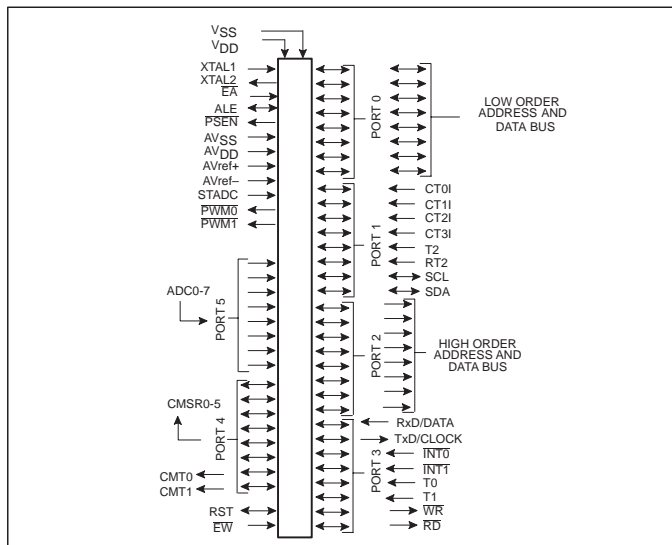 VSS
VDD
XTAL1
XTAL2
EA
ALE
PSEN
AVSS
AVDD
AVref+
AVref–
STADC
PWM0
PWM1
ADC0-7
PORT 5
CMSR0-5
PORT 4
CMT0
CMT1
RST
EW
PORT 0
LOW ORDER
ADDRESS AND
DATA BUS
PORT 1
CT0I
CT1I
CT2I
CT3I
T2
RT2
SCL
SDA
PORT 2
HIGH ORDER
ADDRESS AND
DATA BUS
PORT 3
RxD/DATA
TxD/CLOCK
INT0
INT1
T0
T1
WR
RD